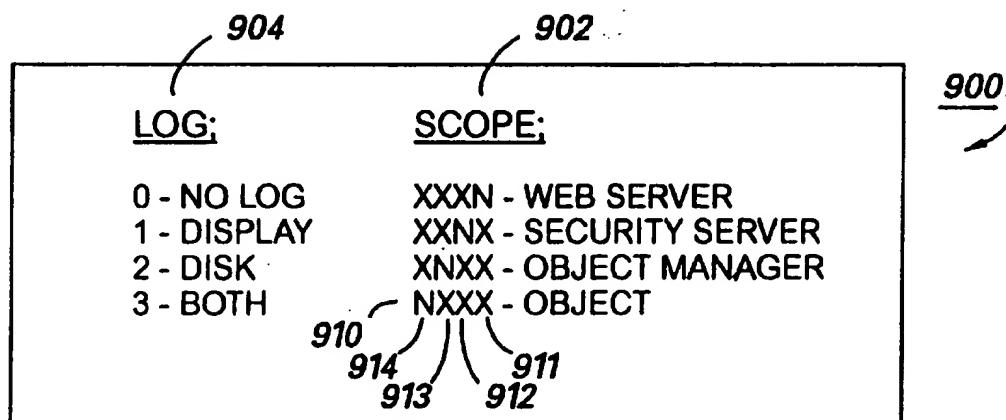 904 902
900
LOG; SCOPE;
0 - NO LOG XXXN - WEB SERVER
1 - DISPLAY XXNX - SECURITY SERVER
2 - DISK XNXX - OBJECT MANAGER
3 - BOTH NXXX - OBJECT
910
914 911
913 912